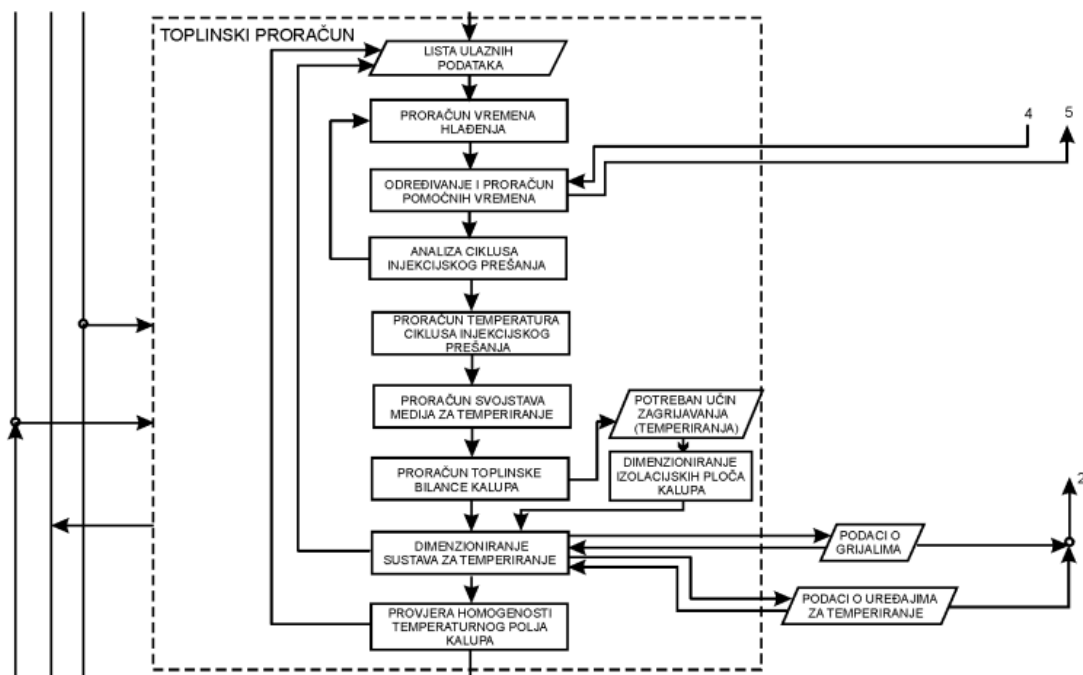 TOPLINSKI PRORAČUN
LISTA ULAZNIH
PODATAKA
PRORAČUN VREMENA
HLAĐENJA
4
5
ODREĐIVANJE I PRORAČUN
POMOČNIH VREMENA
ANALIZA CIKLUSA
INJEKCIJSKOG PREŠANJA
PRORAČUN TEMPERATURA
CIKLUSA INJEKCIJSKOG
PREŠANJA
PRORAČUN SVOJSTAVA
MEDIJA ZA TEMPERIRANJE
POTREBAN UČIN
ZAGRIJAVANJA
(TEMPERIRANJA)
PRORAČUN TOPLINSKE
BILANCE KALUPA
DIMENZIONIRANJE
IZOLACIJSKIH PLOČA
KALUPA
2
DIMENZIONIRANJE
SUSTAVA ZA TEMPERIRANJE
PODACI O
GRIJALIMA
PODACI O UREĐAJIMA
ZA TEMPERIRANJE
PROVJERA HOMOGENOSTI
TEMPERATURNOG POLJA
KALUPA